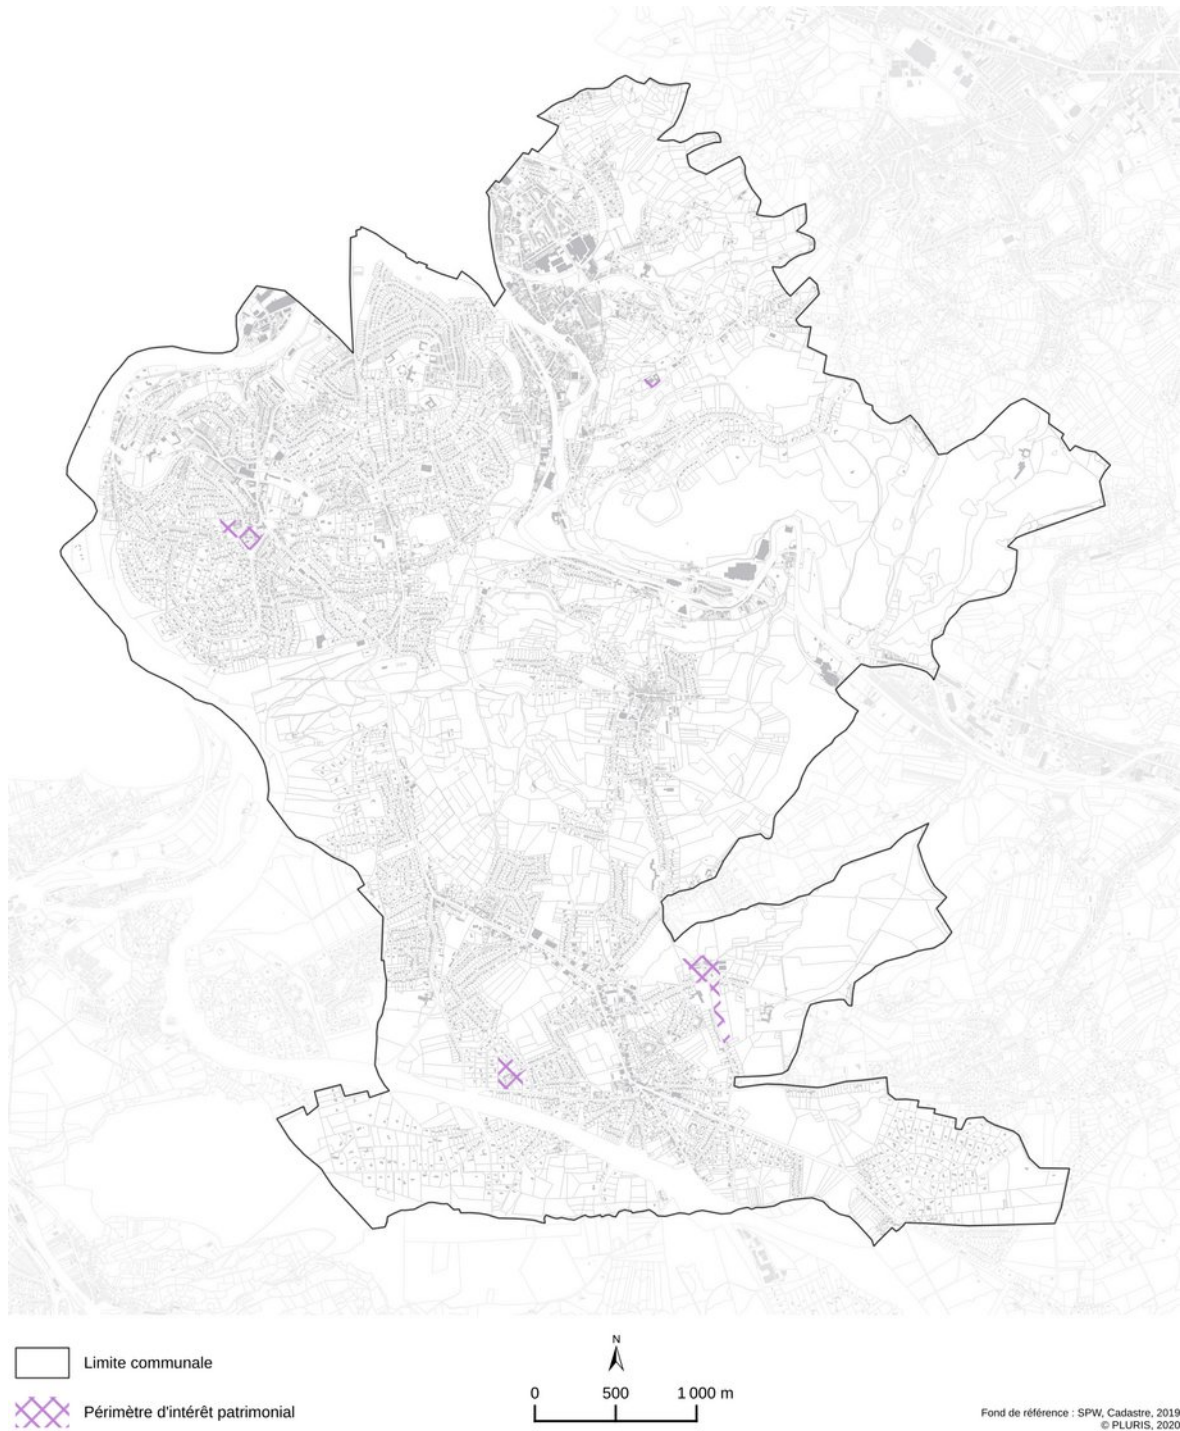 Limite communale
Périmètre d'intérêt patrimonial
N
0 500 1 000 m
Fond de référence : SPW, Cadastre, 2019
© PLURIS, 2020